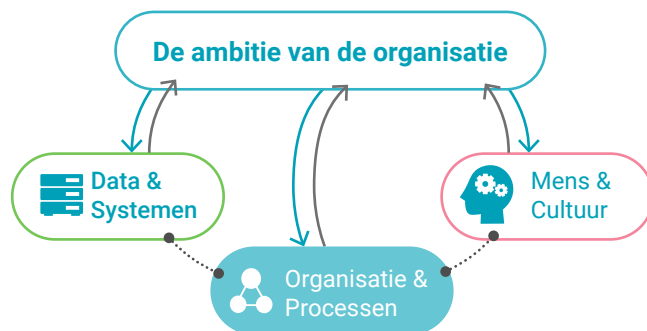 De ambitie van de organisatie
Data &
Systemen
Mens &
Cultuur
Organisatie &
Processen